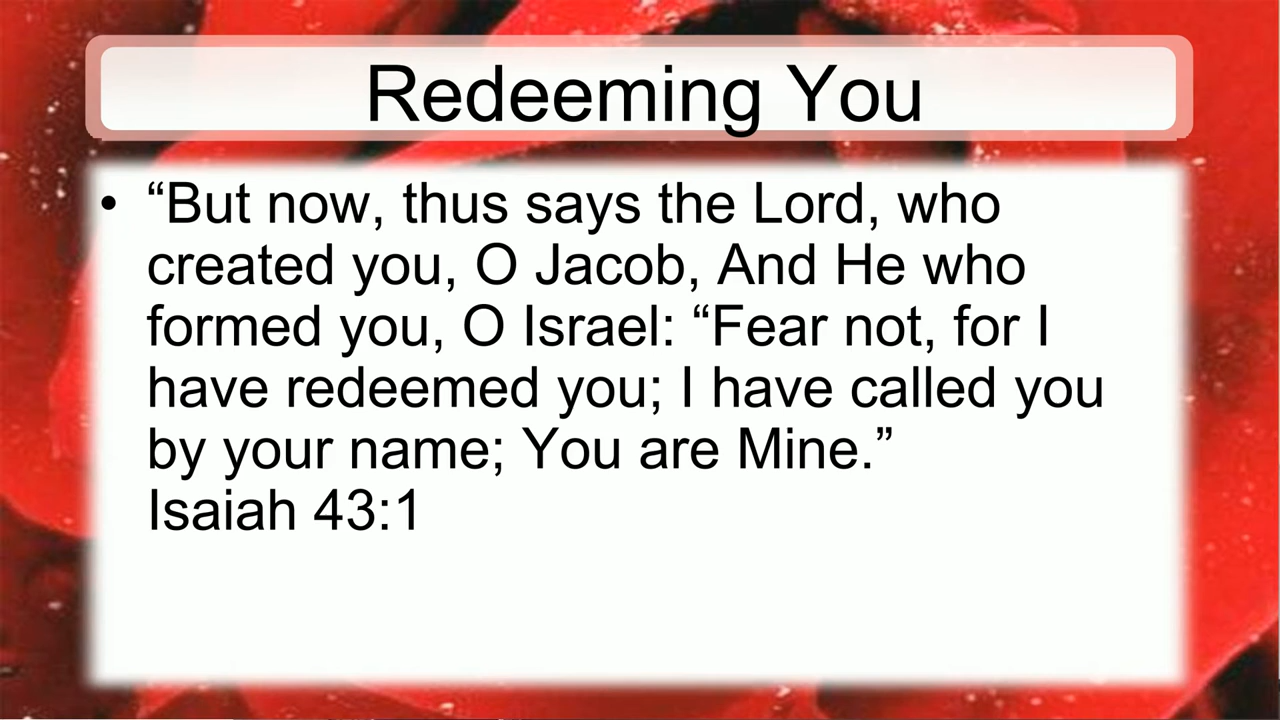 Redeeming You
• “But now, thus says the Lord, who
created you, O Jacob, And He who
formed you, O Israel: “Fear not, for I
have redeemed you; I have called you
by your name; You are Mine.”
Isaiah 43:1